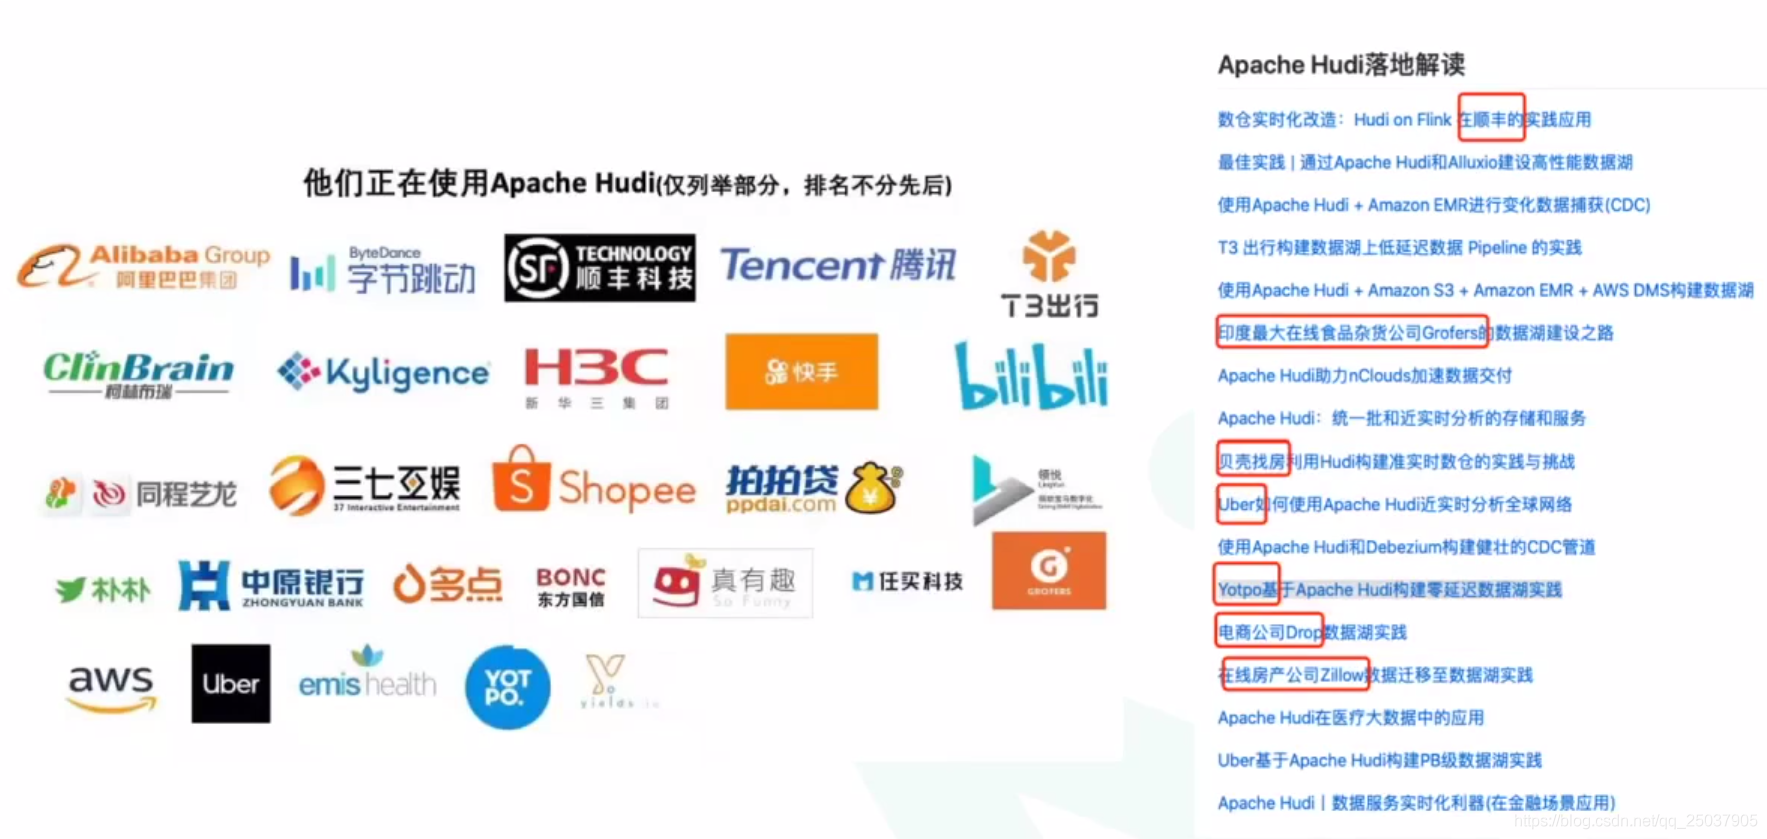 他们正在使用Apache Hudi(仅列举部分，排名不分先后)
Alibaba Group
阿里巴巴集团
ByteDance
字节跳动
SF TECHNOLOGY
顺丰科技
Tencent 腾讯
T3出行
ClinBrain
柯林布瑞
Kyligence
H3C
新华三集团
快手
bilibili
同程艺龙
三七互娱
37 Interactive Entertainment
Shopee
拍拍贷
ppdai.com
领悦
朴朴
中原银行
ZHONGYUAN BANK
多点
BONC
东方国信
真有趣
So Funny
任买科技
GROFERS
aws
Uber
emis health
YOT
PO.
Apache Hudi落地解读
数仓实时化改造：Hudi on Flink 在顺丰的实践应用
最佳实践 | 通过Apache Hudi和Alluxio建设高性能数据湖
使用Apache Hudi + Amazon EMR进行变化数据捕获(CDC)
T3 出行构建数据湖上低延迟数据 Pipeline 的实践
使用Apache Hudi + Amazon S3 + Amazon EMR + AWS DMS构建数据湖
印度最大在线食品杂货公司Grofers的数据湖建设之路
Apache Hudi助力nClouds加速数据交付
Apache Hudi：统一批和近实时分析的存储和服务
贝壳找房利用Hudi构建准实时数仓的实践与挑战
Uber如何使用Apache Hudi近实时分析全球网络
使用Apache Hudi和Debezium构建健壮的CDC管道
Yotpo基于Apache Hudi构建零延迟数据湖实践
电商公司Drop数据湖实践
在线房产公司Zillow数据迁移至数据湖实践
Apache Hudi在医疗大数据中的应用
Uber基于Apache Hudi构建PB级数据湖实践
Apache Hudi | 数据服务实时化利器(在金融场景应用)
https://blog.csdn.net/qq_25037905